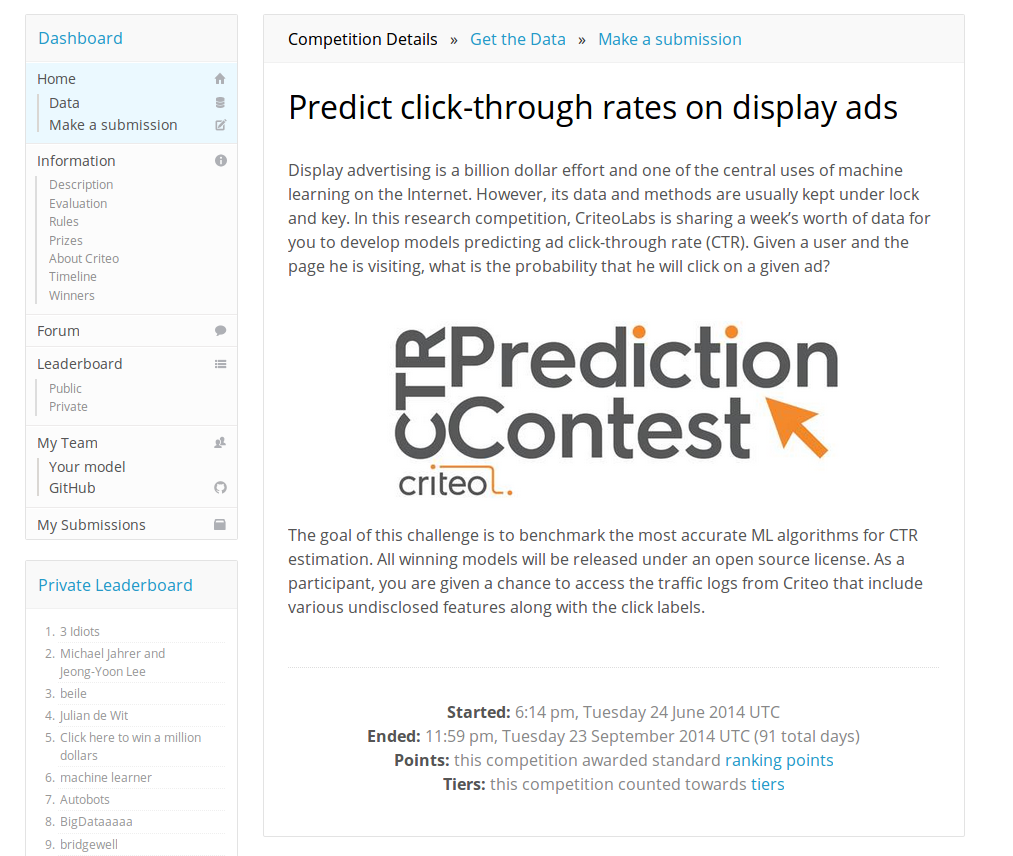 Dashboard
Home
Data
Make a submission
Information
Description
Evaluation
Rules
Prizes
About Criteo
Timeline
Winners
Forum
Leaderboard
Public
Private
My Team
Your model
GitHub
My Submissions
Private Leaderboard
1. 3 Idiots
2. Michael Jahrer and
Jeong-Yoon Lee
3. beile
4. Julian de Wit
5. Click here to win a million
dollars
6. machine learner
7. Autobots
8. BigDataaaaa
9. bridgewell
Competition Details » Get the Data » Make a submission
Predict click-through rates on display ads
Display advertising is a billion dollar effort and one of the central uses of machine
learning on the Internet. However, its data and methods are usually kept under lock
and key. In this research competition, CriteoLabs is sharing a week’s worth of data for
you to develop models predicting ad click-through rate (CTR). Given a user and the
page he is visiting, what is the probability that he will click on a given ad?
CTR
Prediction
Contest
criteo
The goal of this challenge is to benchmark the most accurate ML algorithms for CTR
estimation. All winning models will be released under an open source license. As a
participant, you are given a chance to access the traffic logs from Criteo that include
various undisclosed features along with the click labels.
Started: 6:14 pm, Tuesday 24 June 2014 UTC
Ended: 11:59 pm, Tuesday 23 September 2014 UTC (91 total days)
Points: this competition awarded standard ranking points
Tiers: this competition counted towards tiers